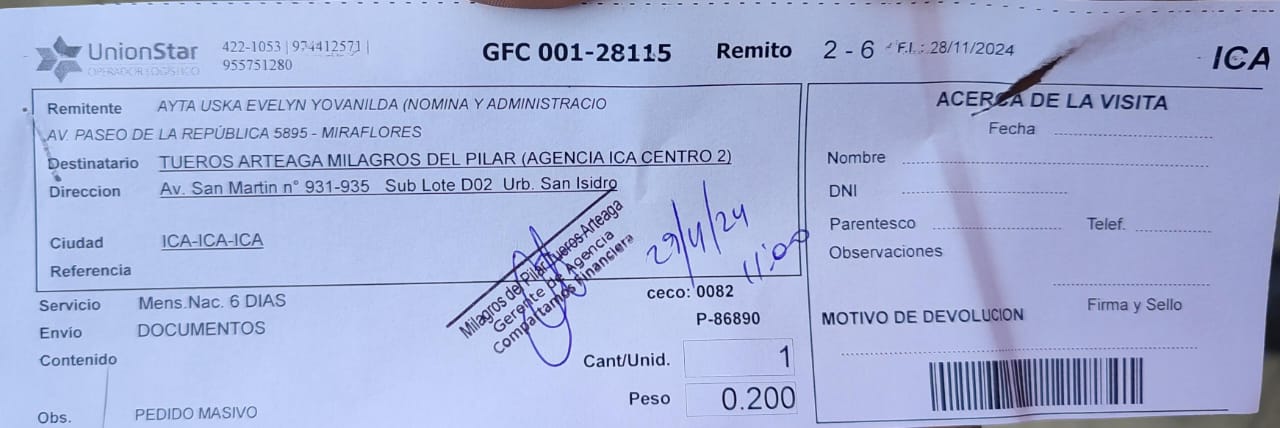 UnionStar
OPERADOR LOGISTICO
422-1053 | 974412571 |
955751280
GFC 001-28115 Remito 2 - 6 F.I.: 28/11/2024
ICA
Remitente AYTA USKA EVELYN YOVANILDA (NOMINA Y ADMINISTRACIO
AV. PASEO DE LA REPÚBLICA 5895 - MIRAFLORES
Destinatario TUEROS ARTEAGA MILAGROS DEL PILAR (AGENCIA ICA CENTRO 2)
Direccion Av. San Martin n° 931-935 Sub Lote D02 Urb. San Isidro
Ciudad ICA-ICA-ICA
Referencia
Milagros del Pilar Tueros Arteaga
Gerente de Agencia
Compartamos Financiera
29/11/24
11:00
Servicio Mens.Nac. 6 DIAS
Envio DOCUMENTOS
Contenido
Obs. PEDIDO MASIVO
ceco: 0082
P-86890
Cant/Unid. 1
Peso 0.200
ACERCA DE LA VISITA
Fecha
Nombre
DNI
Parentesco Telef.
Observaciones
Firma y Sello
MOTIVO DE DEVOLUCION